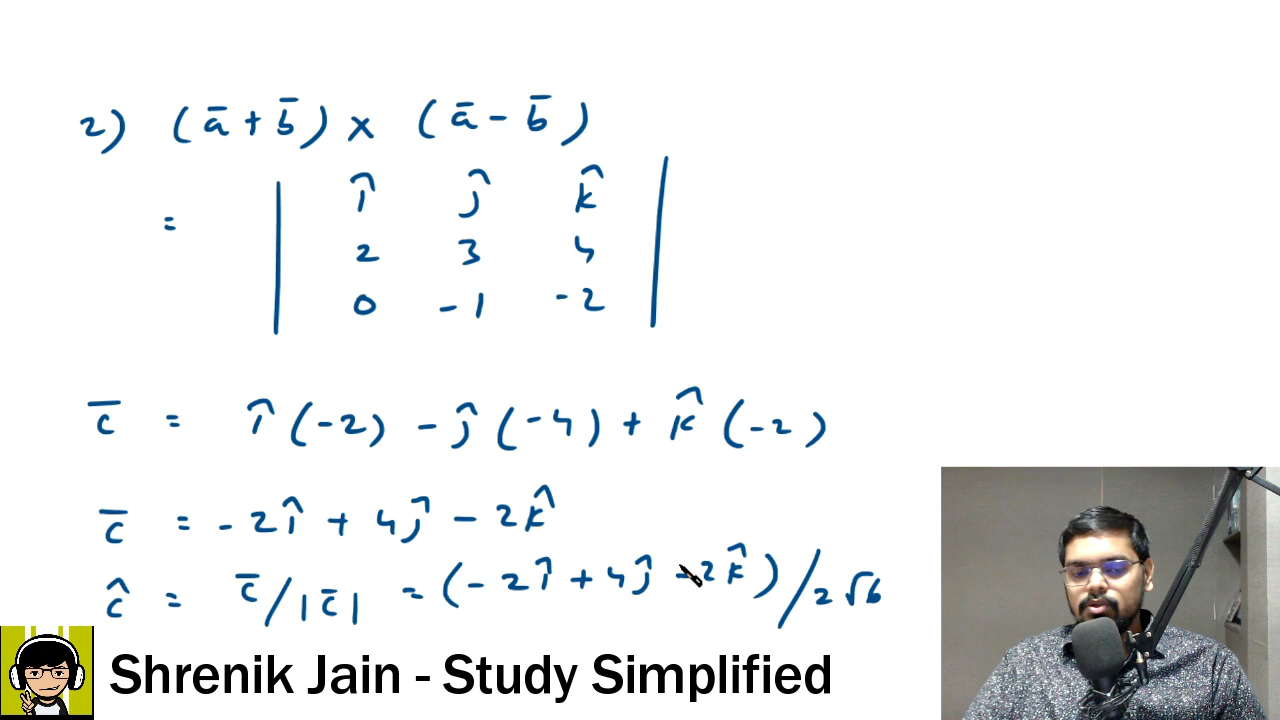 2) (a̅ + b̅) × (a̅ - b̅)
= | î ĵ k̂ |
2 3 4
0 -1 -2
c̅ = î(-2) - ĵ(-4) + k̂(-2)
c̅ = -2î + 4ĵ - 2k̂
ĉ = c̅/|c̅| = (-2î + 4ĵ - 2k̂)/2√6
Shrenik Jain - Study Simplified